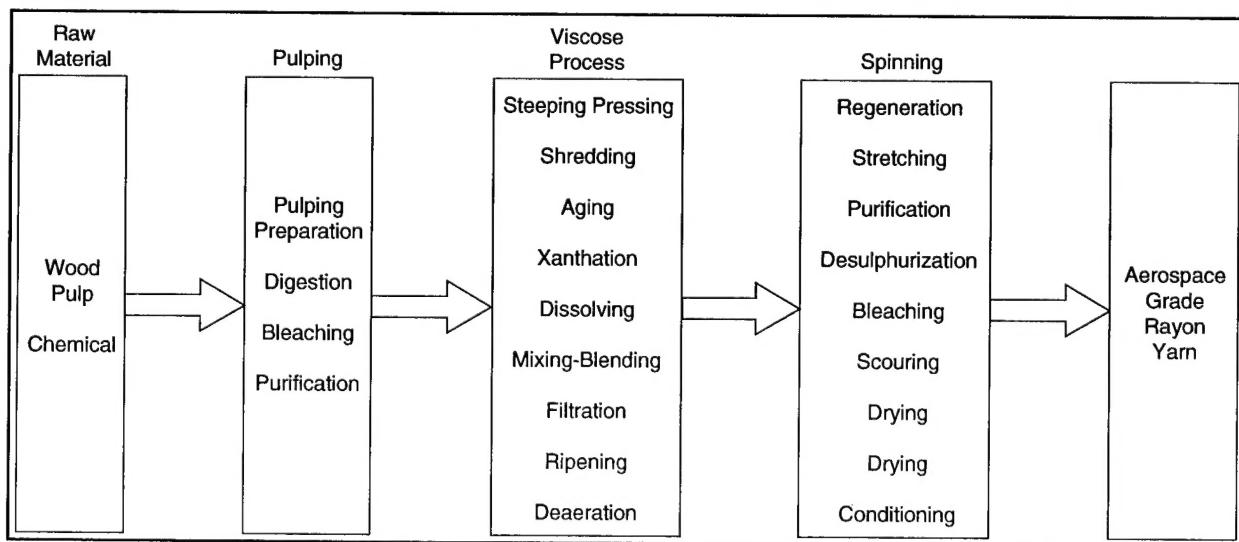 Raw
Material
Wood
Pulp
Chemical
Pulping
Pulping
Preparation
Digestion
Bleaching
Purification
Viscose
Process
Steeping Pressing
Shredding
Aging
Xanthation
Dissolving
Mixing-Blending
Filtration
Ripening
Deaeration
Spinning
Regeneration
Stretching
Purification
Desulphurization
Bleaching
Scouring
Drying
Drying
Conditioning
Aerospace
Grade
Rayon
Yarn